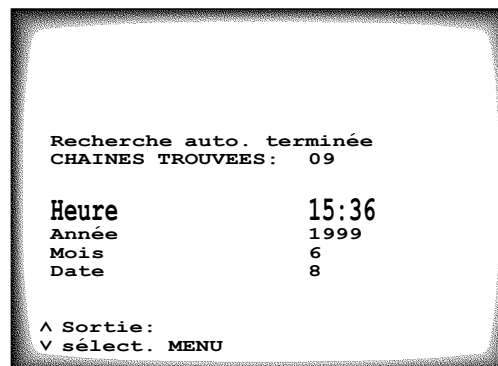 Recherche auto. terminée
CHAINES TROUVEES: 09
Heure 15:36
Année 1999
Mois 6
Date 8
∧ Sortie:
∨ sélect. MENU